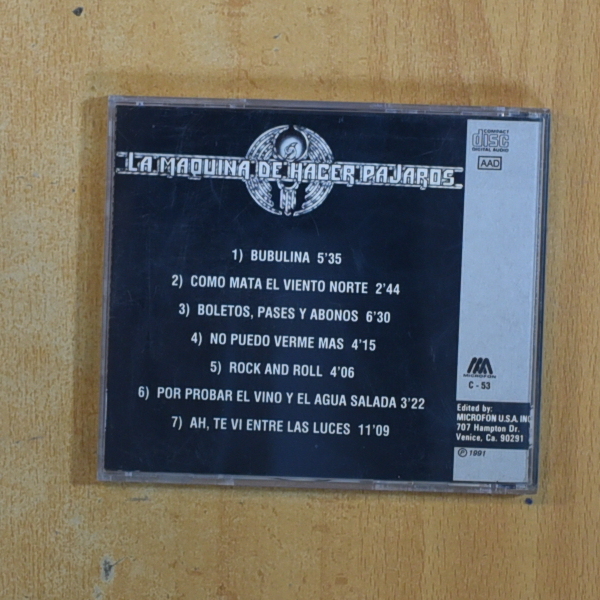 LA MAQUINA DE HACER PAJAROS
COMPACT
disc
DIGITAL AUDIO
AAD
1) BUBULINA 5'35
2) COMO MATA EL VIENTO NORTE 2'44
3) BOLETOS, PASES Y ABONOS 6'30
4) NO PUEDO VERME MAS 4'15
5) ROCK AND ROLL 4'06
6) POR PROBAR EL VINO Y EL AGUA SALADA 3'22
7) AH, TE VI ENTRE LAS LUCES 11'09
MICROFON
C - 53
Edited by:
MICROFON U.S.A. INC
707 Hampton Dr.
Venice, Ca. 90291
℗ 1991